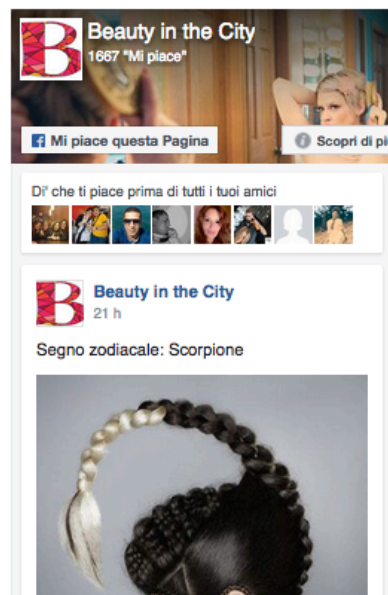 Beauty in the City
1667 "Mi piace"
Mi piace questa Pagina
Scopri di pi
Di' che ti piace prima di tutti i tuoi amici
Beauty in the City
21 h
Segno zodiacale: Scorpione